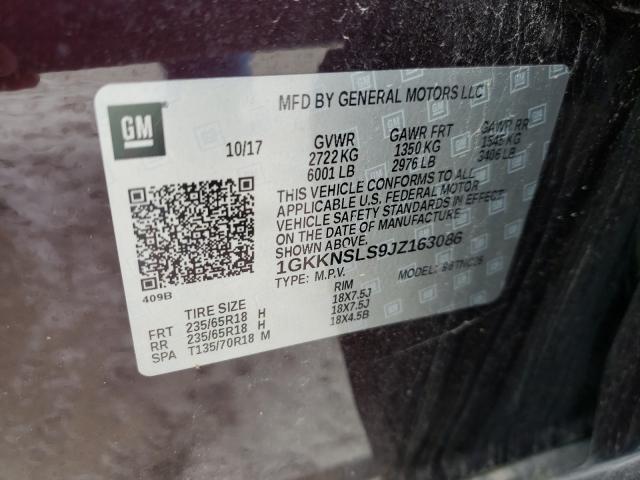 MFD BY GENERAL MOTORS LLC
GM
10/17 GVWR GAWR FRT GAWR RR
2722 KG 1350 KG 1545 KG
6001 LB 2976 LB 3406 LB
THIS VEHICLE CONFORMS TO ALL
APPLICABLE U.S. FEDERAL MOTOR
VEHICLE SAFETY STANDARDS IN EFFECT
ON THE DATE OF MANUFACTURE
SHOWN ABOVE.
1GKKNSLS9JZ163086
TYPE: M.P.V. MODEL:
409B
TIRE SIZE RIM
FRT 235/65R18 H 18X7.5J
RR 235/65R18 H 18X7.5J
SPA T135/70R18 M 18X4.5B